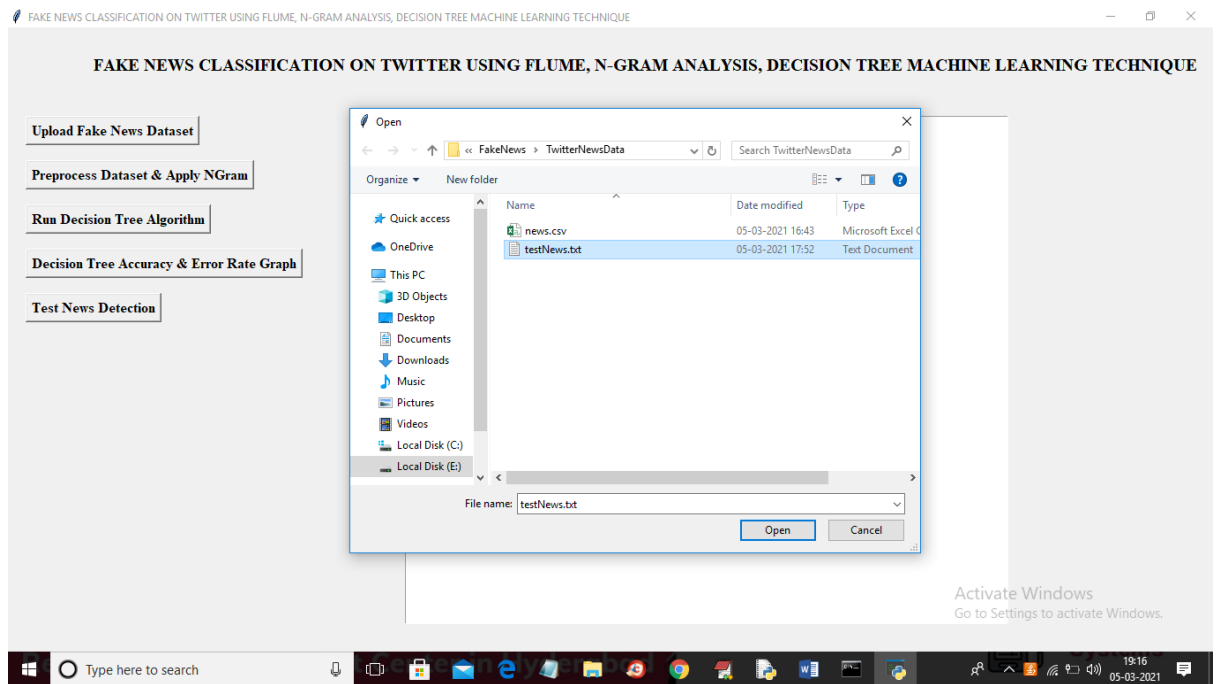 FAKE NEWS CLASSIFICATION ON TWITTER USING FLUME, N-GRAM ANALYSIS, DECISION TREE MACHINE LEARNING TECHNIQUE
FAKE NEWS CLASSIFICATION ON TWITTER USING FLUME, N-GRAM ANALYSIS, DECISION TREE MACHINE LEARNING TECHNIQUE
Upload Fake News Dataset
Preprocess Dataset & Apply NGram
Run Decision Tree Algorithm
Decision Tree Accuracy & Error Rate Graph
Test News Detection
Open
« FakeNews › TwitterNewsData
Search TwitterNewsData
Organize
New folder
Name Date modified Type
news.csv 05-03-2021 16:43 Microsoft Excel C
testNews.txt 05-03-2021 17:52 Text Document
Quick access
OneDrive
This PC
3D Objects
Desktop
Documents
Downloads
Music
Pictures
Videos
Local Disk (C:)
Local Disk (E:)
File name: testNews.txt
Open Cancel
Activate Windows
Go to Settings to activate Windows.
Type here to search
19:16
05-03-2021